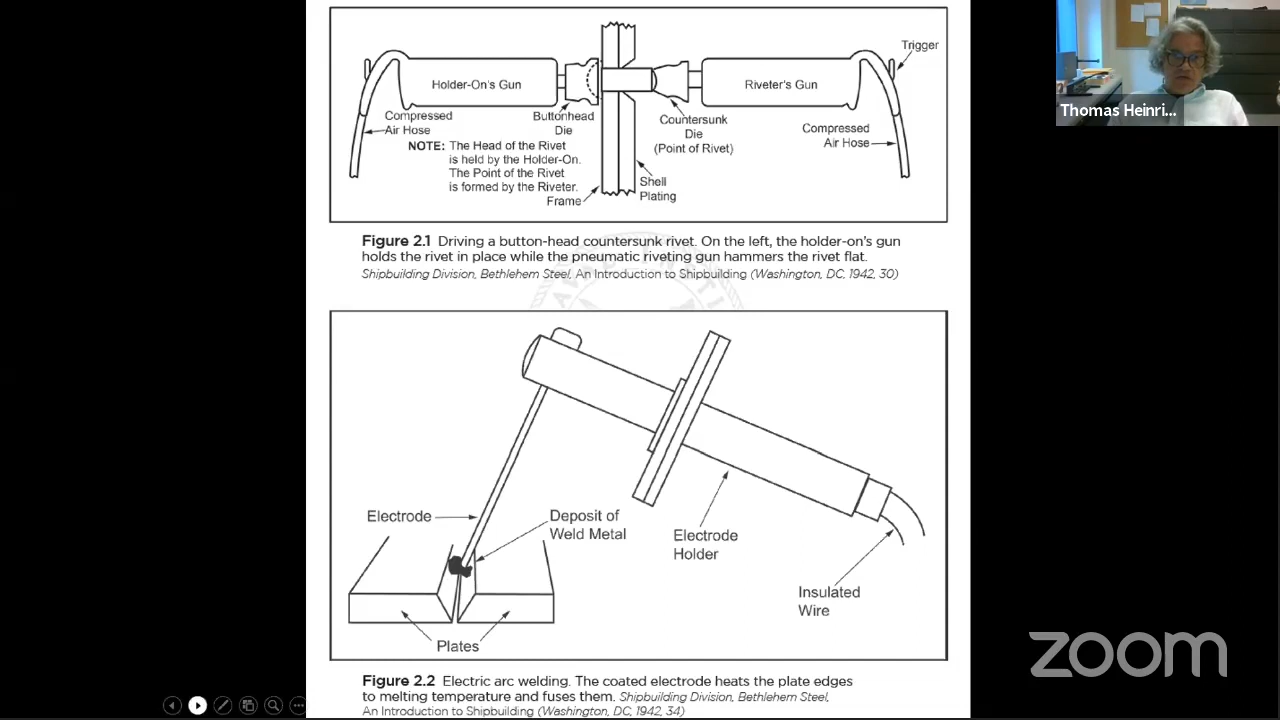 Holder-On's Gun
Riveter's Gun
Trigger
Compressed
Air Hose
Buttonhead
Die
Countersunk
Die
(Point of Rivet)
Compressed
Air Hose
NOTE: The Head of the Rivet
is held by the Holder-On.
The Point of the Rivet
is formed by the Riveter.
Frame
Shell
Plating
Figure 2.1 Driving a button-head countersunk rivet. On the left, the holder-on's gun
holds the rivet in place while the pneumatic riveting gun hammers the rivet flat.
Shipbuilding Division, Bethlehem Steel, An Introduction to Shipbuilding (Washington, DC, 1942, 30)
Electrode
Deposit of
Weld Metal
Electrode
Holder
Insulated
Wire
Plates
Figure 2.2 Electric arc welding. The coated electrode heats the plate edges
to melting temperature and fuses them. Shipbuilding Division, Bethlehem Steel,
An Introduction to Shipbuilding (Washington, DC, 1942, 34)
Thomas Heinri...
zoom